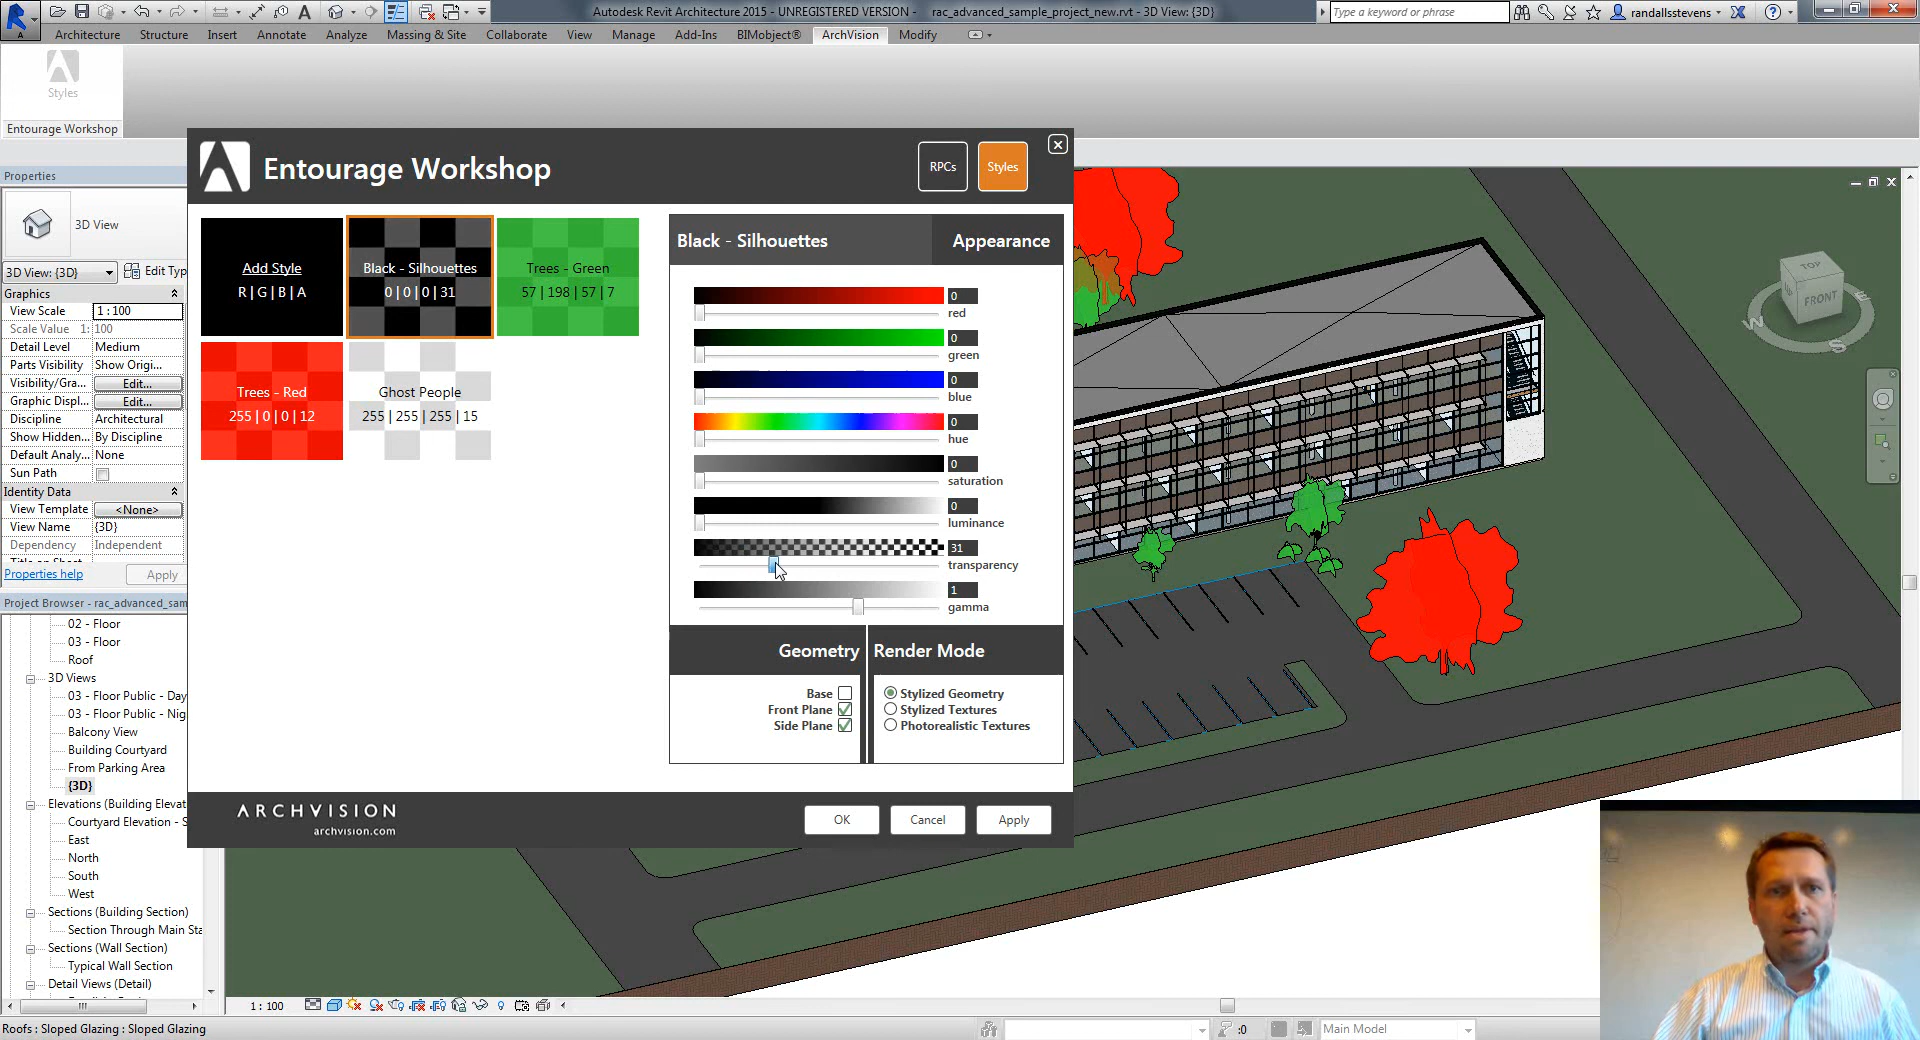 Autodesk Revit Architecture 2015 - UNREGISTERED VERSION -    rac_advanced_sample_project_new.rvt - 3D View: {3D}
Type a keyword or phrase
randallsstevens
Architecture Structure Insert Annotate Analyze Massing & Site Collaborate View Manage Add-Ins BIMobject® ArchVision Modify
Styles
Entourage Workshop
Properties
3D View
3D View: {3D} Edit Typ
Graphics
View Scale 1 : 100
Scale Value 1: 100
Detail Level Medium
Parts Visibility Show Origi...
Visibility/Gra... Edit...
Graphic Displ... Edit...
Discipline Architectural
Show Hidden... By Discipline
Default Analy... None
Sun Path
Identity Data
View Template <None>
View Name {3D}
Dependency Independent
Properties help Apply
Project Browser - rac_advanced_sam
02 - Floor
03 - Floor
Roof
3D Views
03 - Floor Public - Day
03 - Floor Public - Nig
Balcony View
Building Courtyard
From Parking Area
{3D}
Elevations (Building Elevat
Courtyard Elevation - S
East
North
South
West
Sections (Building Section)
Section Through Main Sta
Sections (Wall Section)
Typical Wall Section
Detail Views (Detail)
Entourage Workshop
RPCs
Styles
Add Style
R | G | B | A
Black - Silhouettes
0 | 0 | 0 | 31
Trees - Green
57 | 198 | 57 | 7
Trees - Red
255 | 0 | 0 | 12
Ghost People
255 | 255 | 255 | 15
Black - Silhouettes Appearance
0
red
0
green
0
blue
0
hue
0
saturation
0
luminance
31
transparency
1
gamma
Geometry
Base
Front Plane
Side Plane
Render Mode
Stylized Geometry
Stylized Textures
Photorealistic Textures
ARCHVISION
archvision.com
OK Cancel Apply
TOP
FRONT
W
S
E
1 : 100
Roofs : Sloped Glazing : Sloped Glazing
:0
Main Model